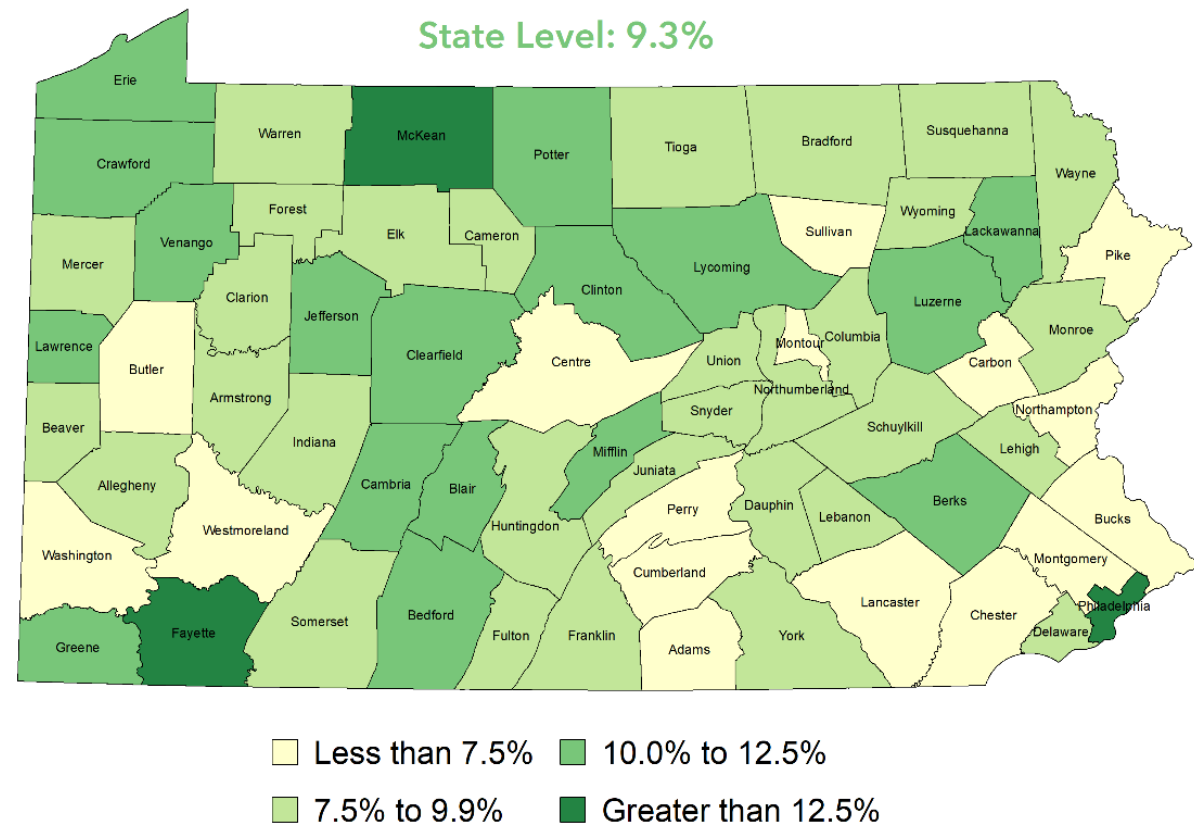 State Level: 9.3%
Erie
Warren
McKean
Potter
Tioga
Bradford
Susquehanna
Crawford
Wayne
Forest
Venango
Elk
Cameron
Sullivan
Wyoming
Lackawanna
Mercer
Pike
Clarion
Jefferson
Clinton
Lycoming
Luzerne
Lawrence
Butler
Clearfield
Centre
Union
Montour
Columbia
Monroe
Carbon
Armstrong
Northumberland
Snyder
Northampton
Beaver
Indiana
Schuylkill
Mifflin
Lehigh
Juniata
Allegheny
Cambria
Blair
Huntingdon
Perry
Dauphin
Lebanon
Berks
Bucks
Westmoreland
Washington
Cumberland
Montgomery
Lancaster
Chester
Philadelphia
Greene
Fayette
Somerset
Bedford
Fulton
Franklin
Adams
York
Delaware
Less than 7.5%
10.0% to 12.5%
7.5% to 9.9%
Greater than 12.5%